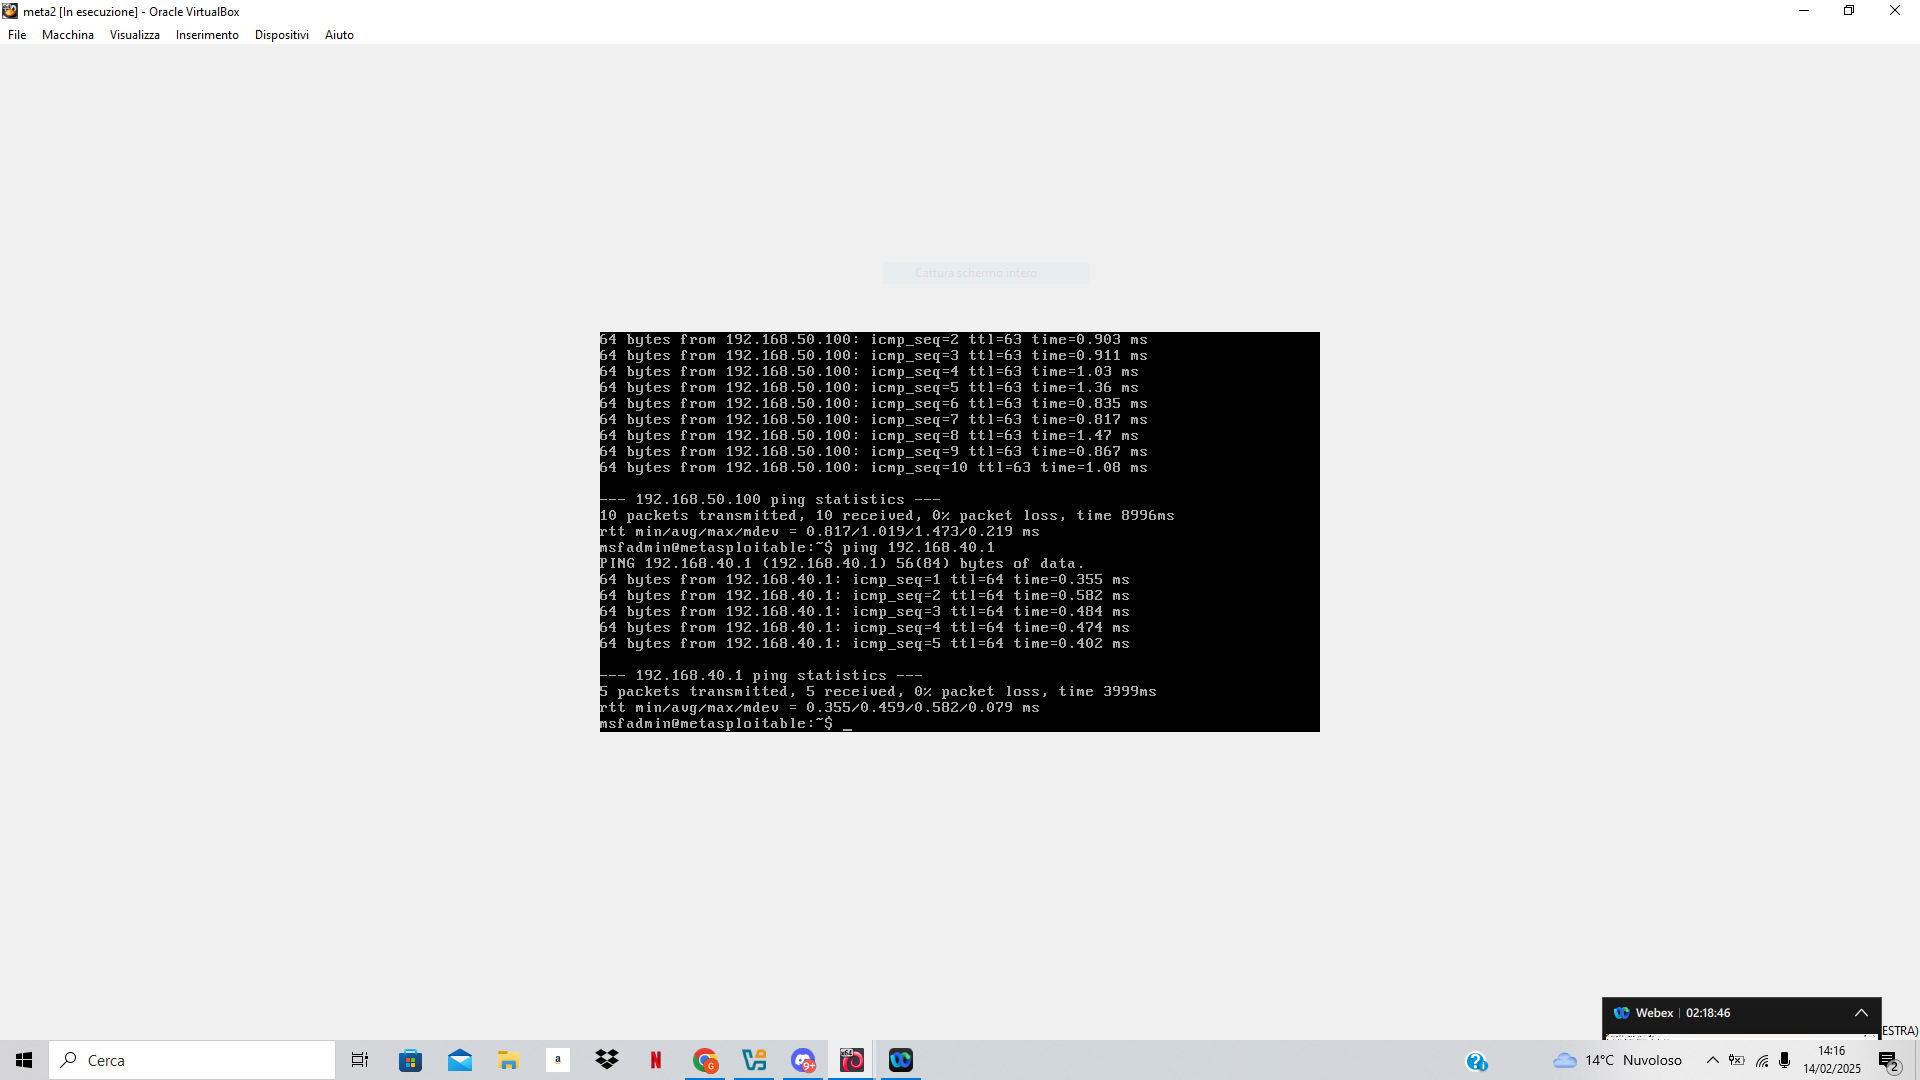 meta2 [In esecuzione] - Oracle VirtualBox
File Macchina Visualizza Inserimento Dispositivi Aiuto
Cattura schermo intero
64 bytes from 192.168.50.100: icmp_seq=2 ttl=63 time=0.903 ms
64 bytes from 192.168.50.100: icmp_seq=3 ttl=63 time=0.911 ms
64 bytes from 192.168.50.100: icmp_seq=4 ttl=63 time=1.03 ms
64 bytes from 192.168.50.100: icmp_seq=5 ttl=63 time=1.36 ms
64 bytes from 192.168.50.100: icmp_seq=6 ttl=63 time=0.835 ms
64 bytes from 192.168.50.100: icmp_seq=7 ttl=63 time=0.817 ms
64 bytes from 192.168.50.100: icmp_seq=8 ttl=63 time=1.47 ms
64 bytes from 192.168.50.100: icmp_seq=9 ttl=63 time=0.867 ms
64 bytes from 192.168.50.100: icmp_seq=10 ttl=63 time=1.08 ms
--- 192.168.50.100 ping statistics ---
10 packets transmitted, 10 received, 0% packet loss, time 8996ms
rtt min/avg/max/mdev = 0.817/1.019/1.473/0.219 ms
msfadmin@metasploitable:~$ ping 192.168.40.1
PING 192.168.40.1 (192.168.40.1) 56(84) bytes of data.
64 bytes from 192.168.40.1: icmp_seq=1 ttl=64 time=0.355 ms
64 bytes from 192.168.40.1: icmp_seq=2 ttl=64 time=0.582 ms
64 bytes from 192.168.40.1: icmp_seq=3 ttl=64 time=0.484 ms
64 bytes from 192.168.40.1: icmp_seq=4 ttl=64 time=0.474 ms
64 bytes from 192.168.40.1: icmp_seq=5 ttl=64 time=0.402 ms
--- 192.168.40.1 ping statistics ---
5 packets transmitted, 5 received, 0% packet loss, time 3999ms
rtt min/avg/max/mdev = 0.355/0.459/0.582/0.079 ms
msfadmin@metasploitable:~$ _
Webex 02:18:46
ESTRA)
Cerca
a
N
G
9+
x64
14°C Nuvoloso
14:16
14/02/2025
2